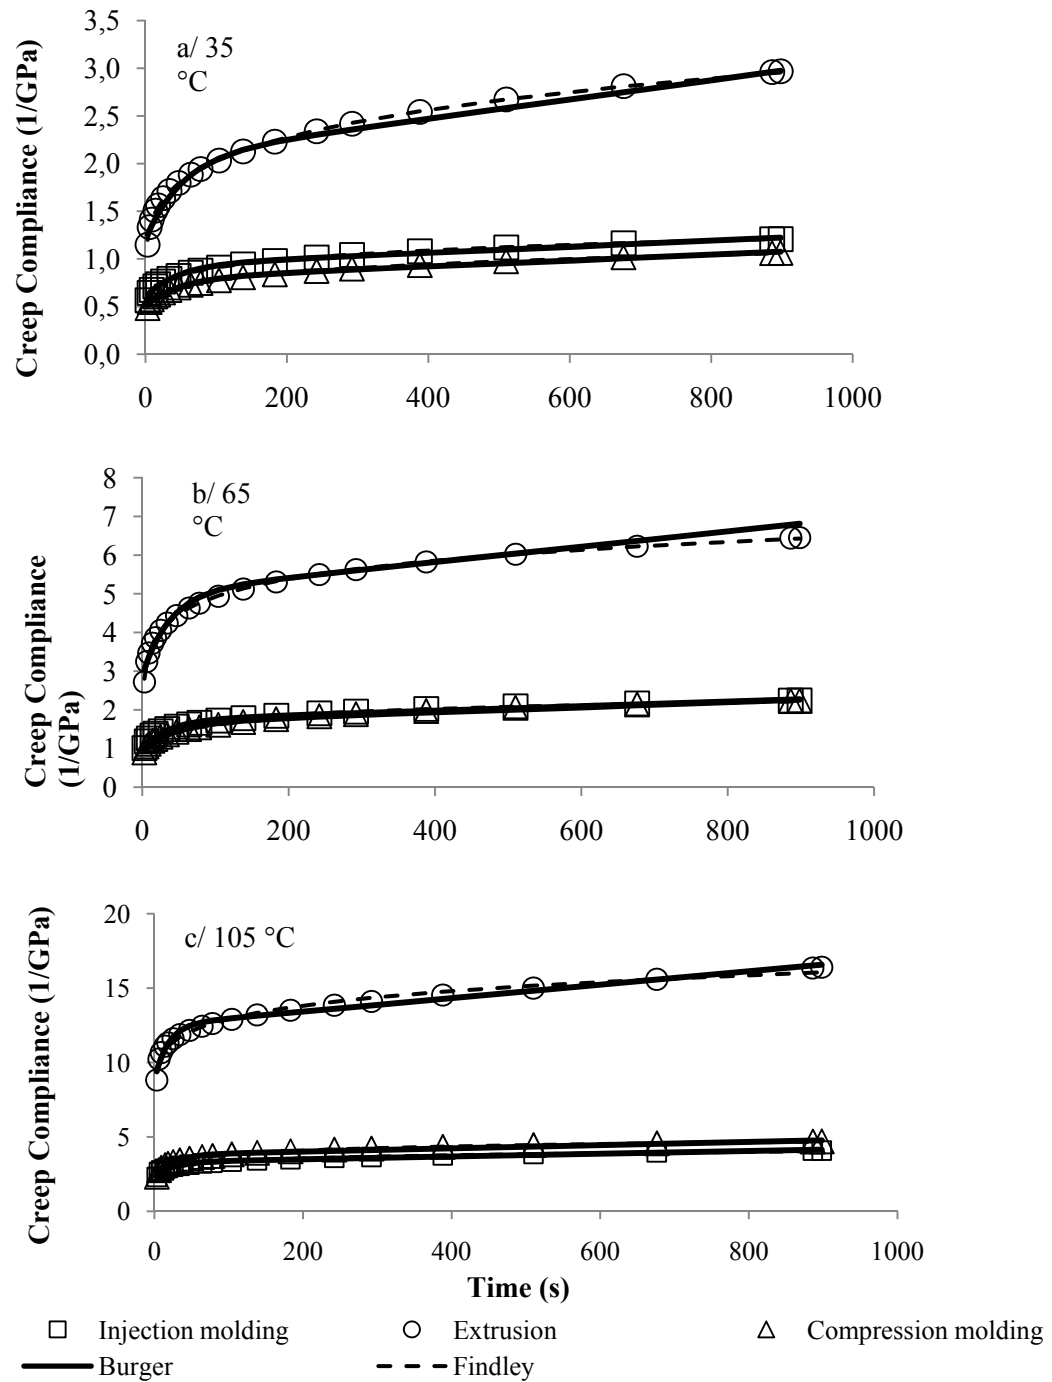 3,5
3,0
2,5
2,0
1,5
1,0
0,5
0,0
Creep Compliance (1/GPa)
a/ 35
°C
0 200 400 600 800 1000
8
7
6
5
4
3
2
1
0
Creep Compliance
(1/GPa)
b/ 65
°C
0 200 400 600 800 1000
20
15
10
5
0
Creep Compliance (1/GPa)
c/ 105 °C
0 200 400 600 800 1000
Time (s)
Injection molding Extrusion Compression molding
Burger Findley